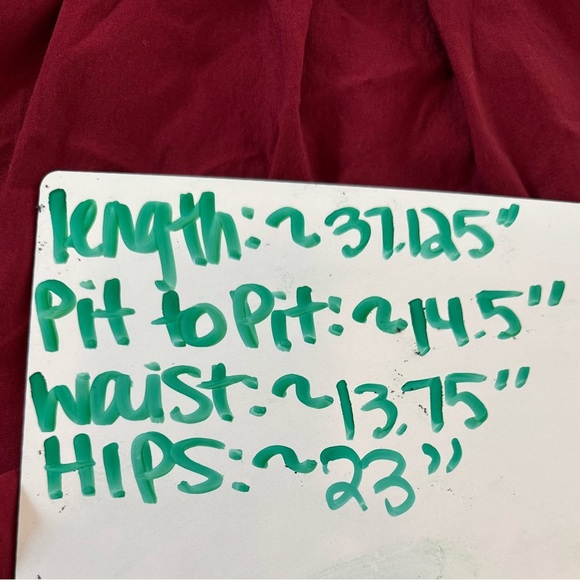 length: ~37.125"
Pit to Pit: ~14.5"
Waist: ~13.75"
HIPS: ~23"